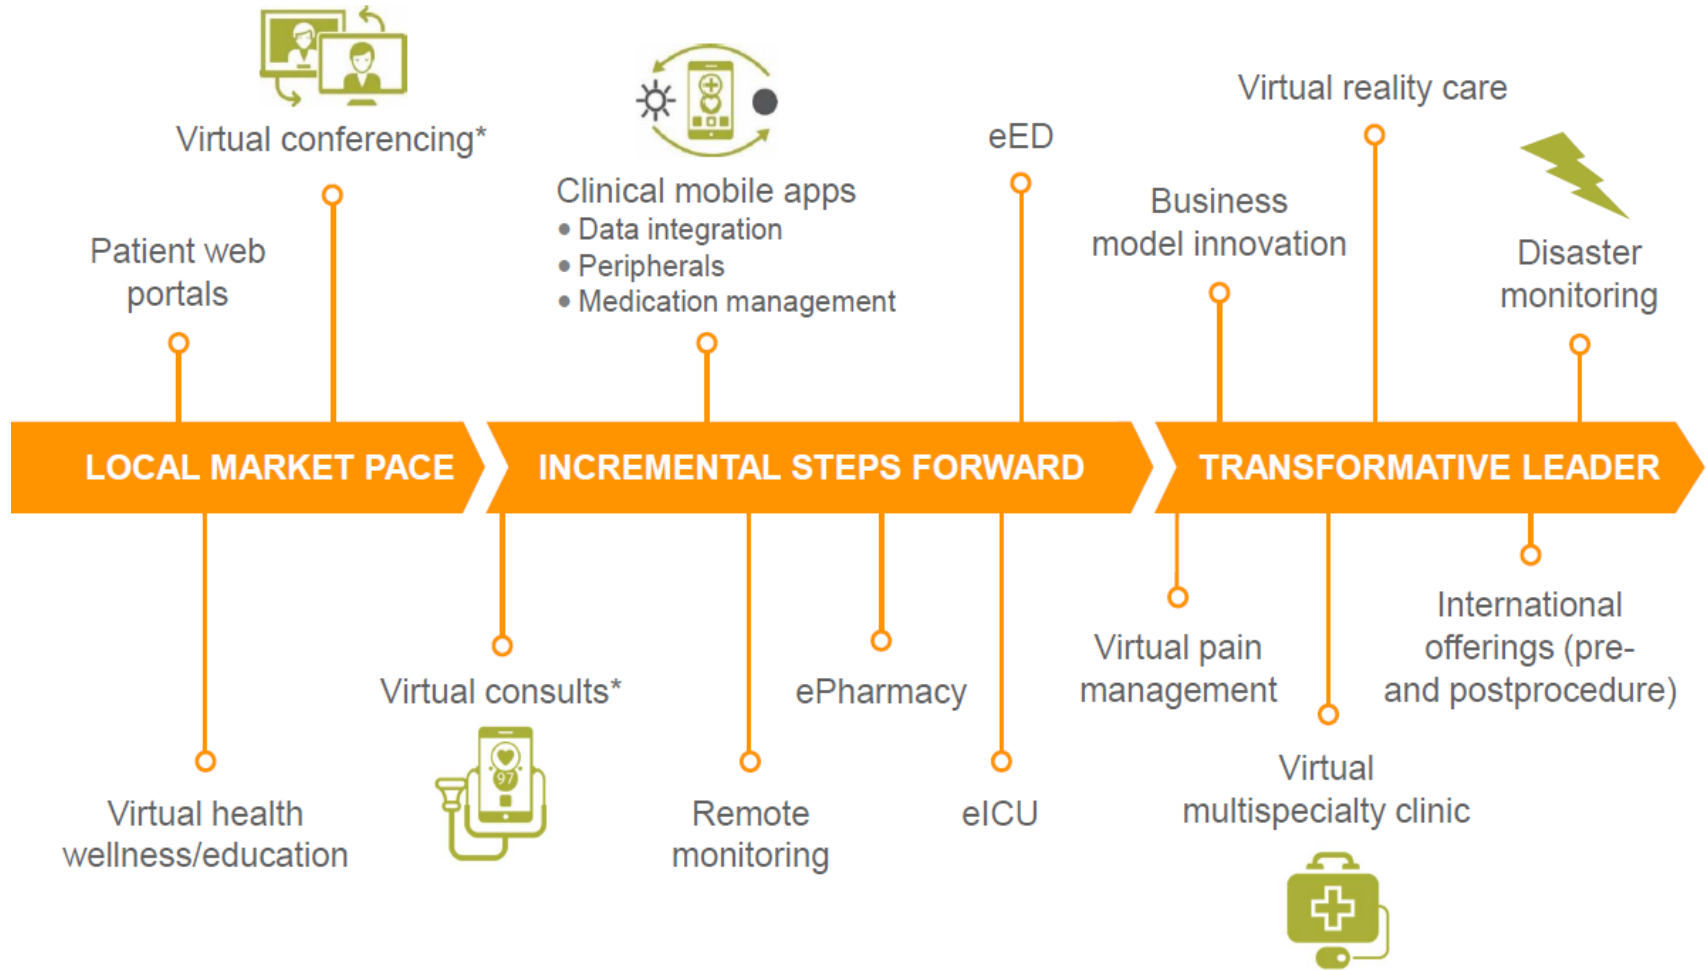 Virtual conferencing*
Patient web
portals
Clinical mobile apps
• Data integration
• Peripherals
• Medication management
eED
Business
model innovation
Virtual reality care
Disaster
monitoring
LOCAL MARKET PACE
INCREMENTAL STEPS FORWARD
TRANSFORMATIVE LEADER
Virtual health
wellness/education
Virtual consults*
97
Remote
monitoring
ePharmacy
eICU
Virtual pain
management
Virtual
multispecialty clinic
International
offerings (pre-
and postprocedure)